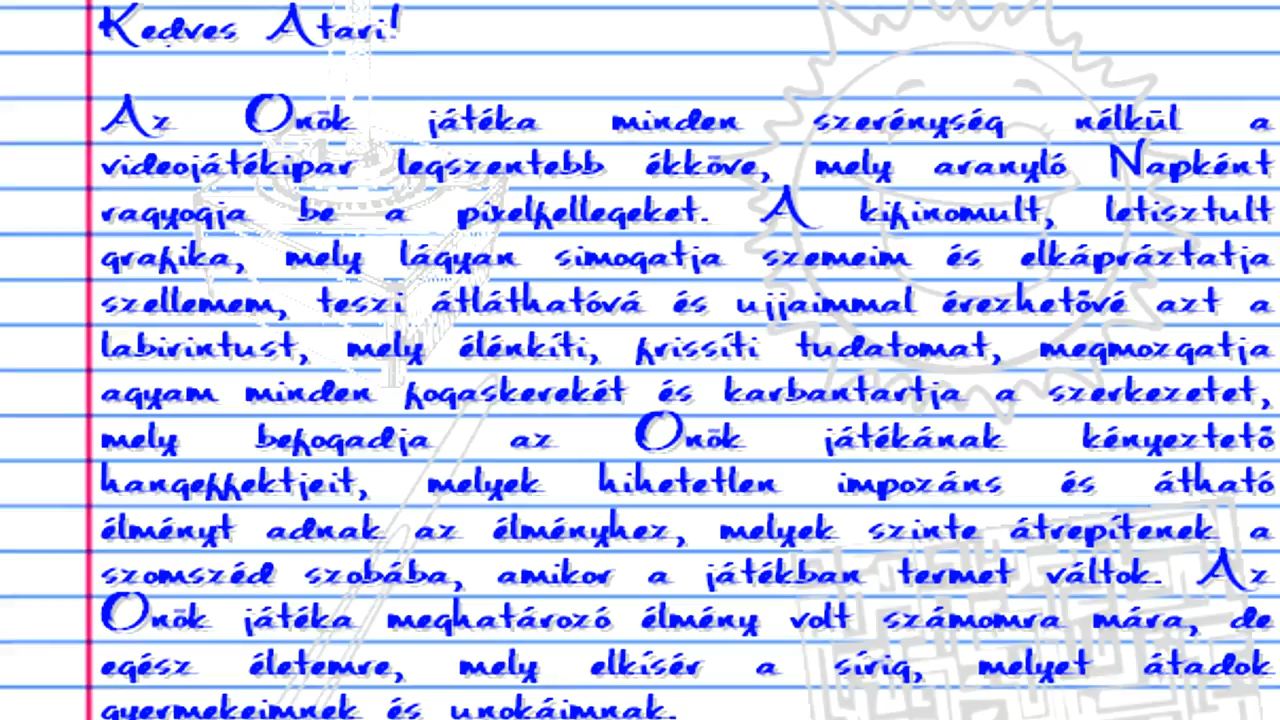 Kedves Atari!
Az Önök játéka minden szerénység nélkül a
videojátékipar legszentebb ékköve, mely aranyló Napként
ragyogja be a pixelfellegeket. A kifinomult, letisztult
grafika, mely lágyan simogatja szemeim és elkápráztatja
szellemem, teszi átláthatóvá és ujjaimmal érezhetővé azt a
labirintust, mely élénkíti, frissíti tudatomat, megmozgatja
agyam minden fogaskerekét és karbantartja a szerkezetet,
mely befogadja az Önök játékának kényeztető
hangeffektjeit, melyek hihetetlen impozáns és átható
élményt adnak az élményhez, melyek szinte átrepítenek a
szomszéd szobába, amikor a játékban termet váltok. Az
Önök játéka meghatározó élmény volt számomra mára, de
egész életemre, mely elkísér a sírig, melyet átadok
gyermekeimnek és unokáimnak.